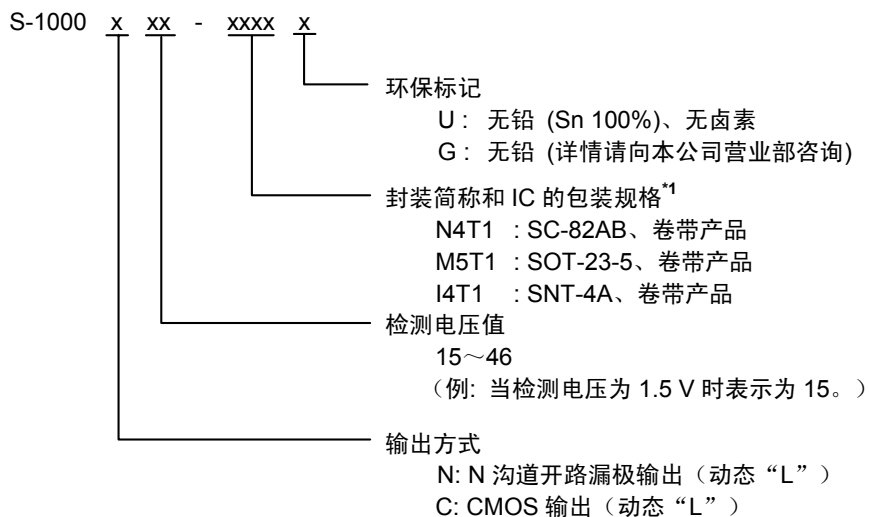 S-1000 x xx - xxxx x
环保标记
U : 无铅 (Sn 100%)、无卤素
G : 无铅 (详情请向本公司营业部咨询)
封装简称和 IC 的包装规格*1
N4T1 : SC-82AB、卷带产品
M5T1 : SOT-23-5、卷带产品
I4T1 : SNT-4A、卷带产品
检测电压值
15～46
（例: 当检测电压为 1.5 V 时表示为 15。）
输出方式
N: N 沟道开路漏极输出（动态“L”）
C: CMOS 输出（动态“L”）